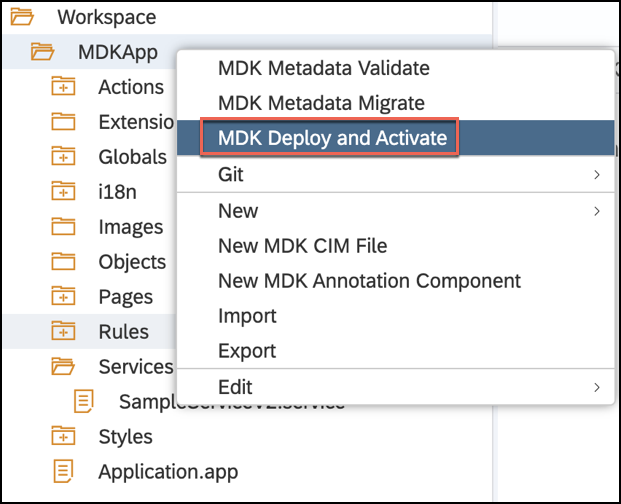 Workspace
MDKApp
Actions
Extensio
Globals
i18n
Images
Objects
Pages
Rules
Services
SampleServiceV2.service
Styles
Application.app
MDK Metadata Validate
MDK Metadata Migrate
MDK Deploy and Activate
Git
New
New MDK CIM File
New MDK Annotation Component
Import
Export
Edit